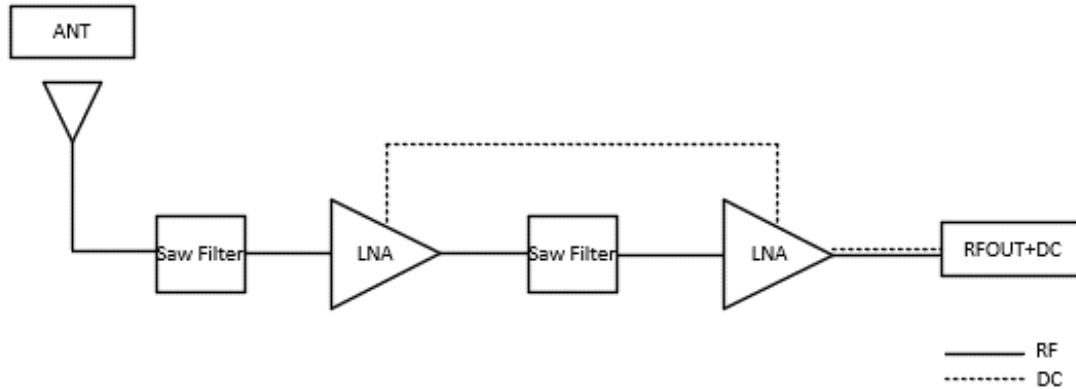 ANT
Saw Filter
LNA
Saw Filter
LNA
RFOUT+DC
RF
DC